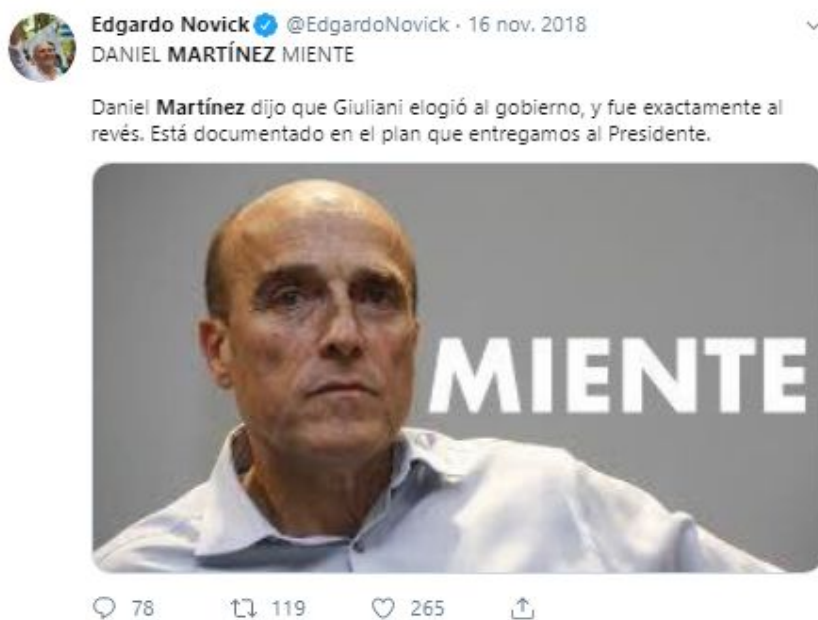 Edgardo Novick @EdgardoNovick · 16 nov. 2018
DANIEL MARTÍNEZ MIENTE
Daniel Martínez dijo que Giuliani elogió al gobierno, y fue exactamente al
revés. Está documentado en el plan que entregamos al Presidente.
MIENTE
78 119 265